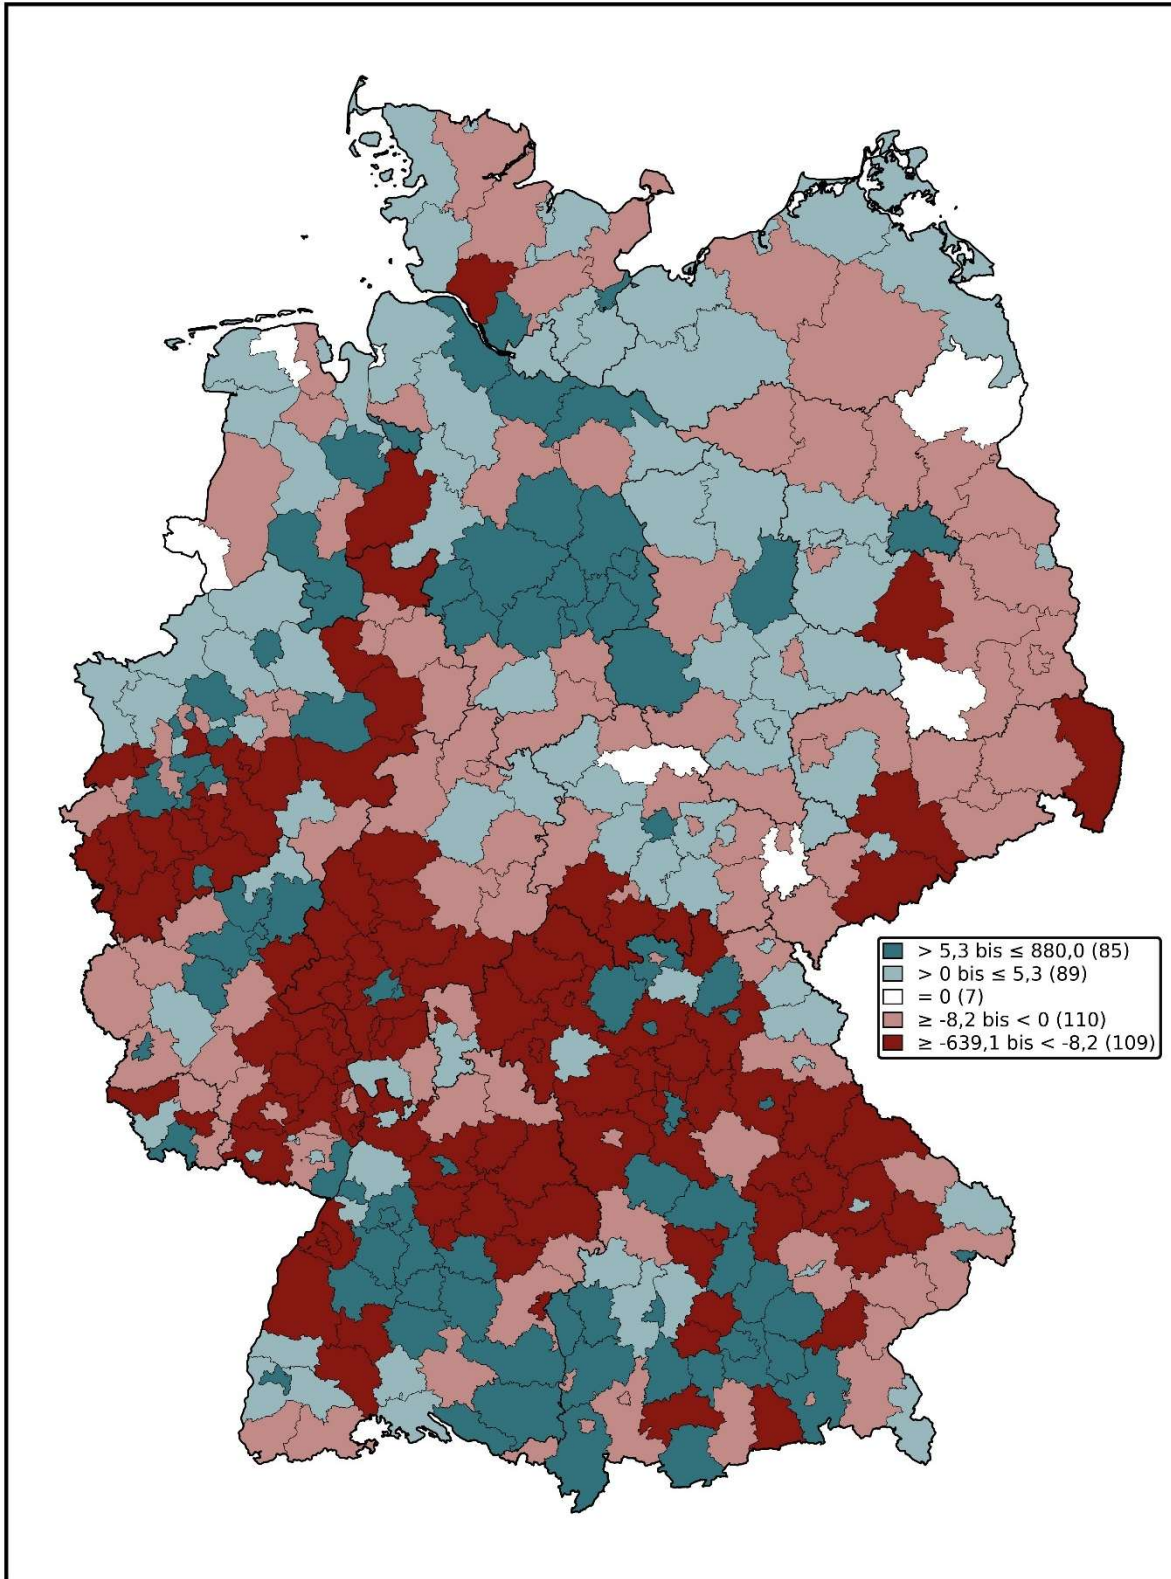 > 5,3 bis ≤ 880,0 (85)
> 0 bis ≤ 5,3 (89)
= 0 (7)
≥ -8,2 bis < 0 (110)
≥ -639,1 bis < -8,2 (109)